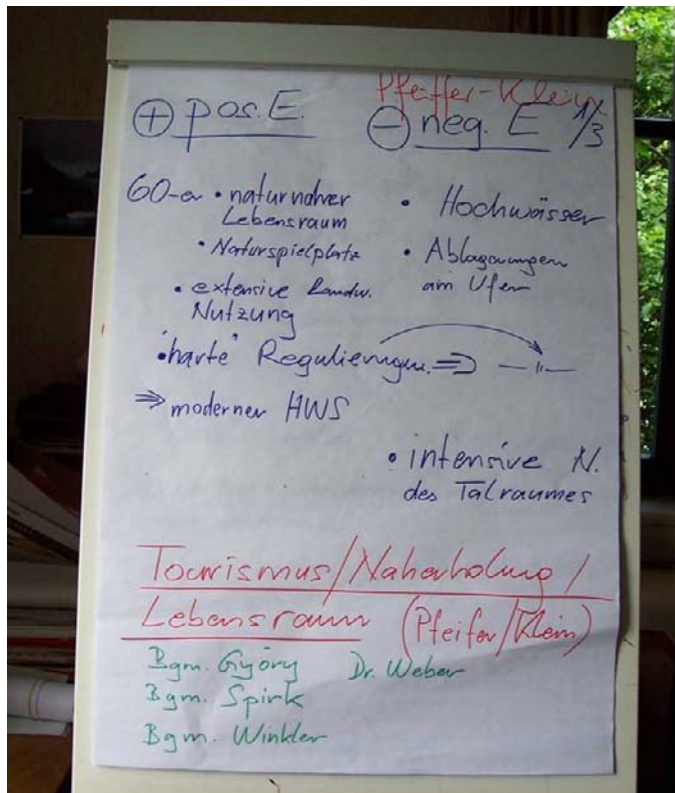 Pfeiffer-Klein
⊕ pos. E.
⊖ neg. E 1/3
60-er • naturnaher
Lebensraum
• Naturspielplatz
• extensive Landw.
Nutzung
• Hochwässer
• Ablagerungen
am Ufer
• "harte" Regulierungen ⇒ — " —
⇒ moderner HWS
• intensive N.
des Talraumes
Tourismus/Naherholung/
Lebensraum (Pfeifer/Klein)
Bgm. Györy Dr. Weber
Bgm. Spirk
Bgm. Winkler